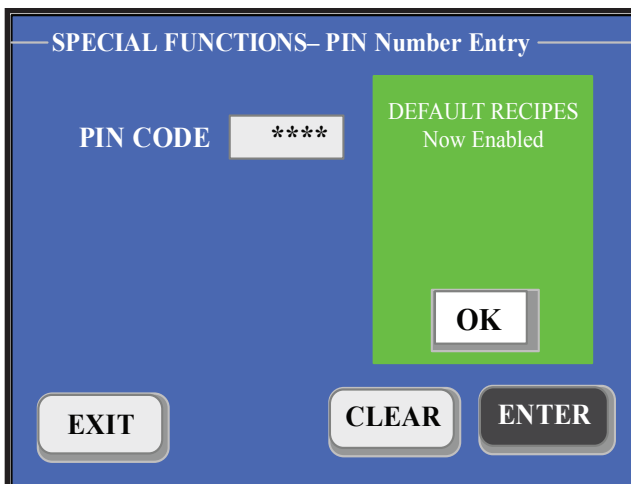 SPECIAL FUNCTIONS– PIN Number Entry
PIN CODE ****
DEFAULT RECIPES
Now Enabled
OK
EXIT
CLEAR
ENTER